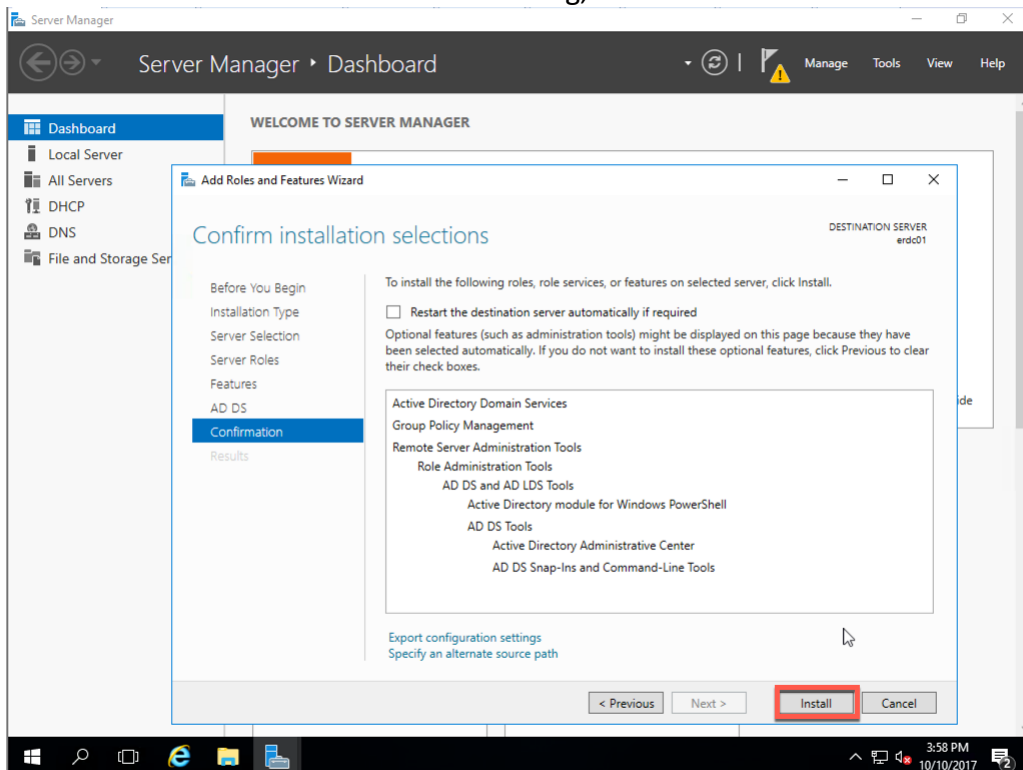 Server Manager
Server Manager ‣ Dashboard
Manage Tools View Help
Dashboard
Local Server
All Servers
DHCP
DNS
File and Storage Ser
WELCOME TO SERVER MANAGER
Add Roles and Features Wizard
Confirm installation selections
DESTINATION SERVER
erdc01
Before You Begin
Installation Type
Server Selection
Server Roles
Features
AD DS
Confirmation
Results
To install the following roles, role services, or features on selected server, click Install.
Restart the destination server automatically if required
Optional features (such as administration tools) might be displayed on this page because they have
been selected automatically. If you do not want to install these optional features, click Previous to clear
their check boxes.
Active Directory Domain Services
Group Policy Management
Remote Server Administration Tools
Role Administration Tools
AD DS and AD LDS Tools
Active Directory module for Windows PowerShell
AD DS Tools
Active Directory Administrative Center
AD DS Snap-Ins and Command-Line Tools
ide
Export configuration settings
Specify an alternate source path
< Previous
Next >
Install
Cancel
3:58 PM
10/10/2017
2